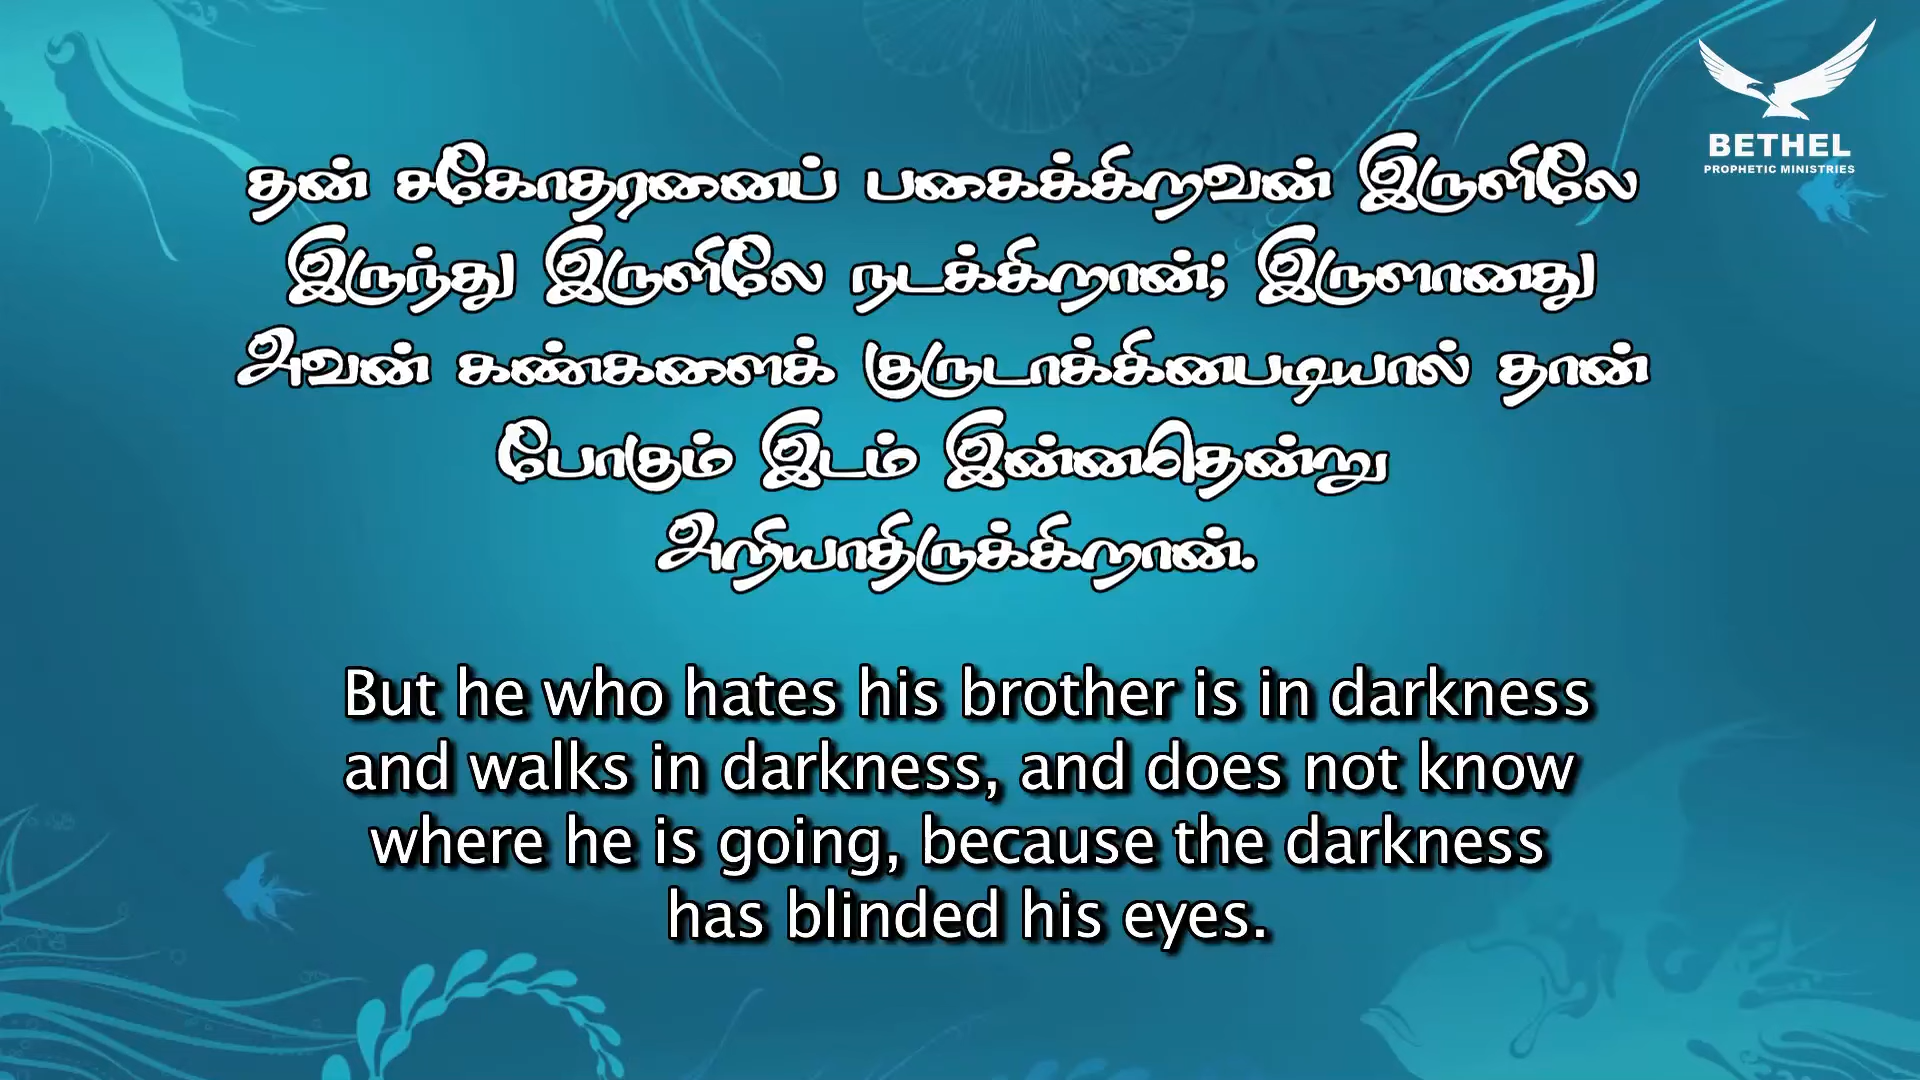 BETHEL
PROPHETIC MINISTRIES
தன் சகோதரனைப் பகைக்கிறவன் இருளிலே
இருந்து இருளிலே நடக்கிறான்; இருளானது
அவன் கண்களைக் குருடாக்கினபடியால் தான்
போகும் இடம் இன்னதென்று
அறியாதிருக்கிறான்.
But he who hates his brother is in darkness
and walks in darkness, and does not know
where he is going, because the darkness
has blinded his eyes.